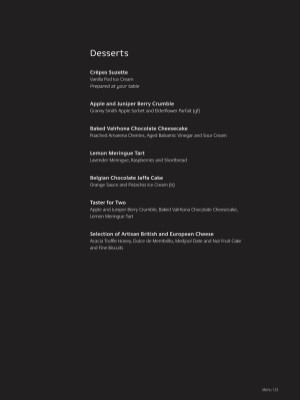 Desserts
Crêpes Suzette
Vanilla Pod Ice Cream
Prepared at your table
Apple and Juniper Berry Crumble
Granny Smith Apple Sorbet and Elderflower Parfait (gf)
Baked Valrhona Chocolate Cheesecake
Poached Amarena Cherries, Aged Balsamic Vinegar and Sour Cream
Lemon Meringue Tart
Lavender Meringue, Raspberries and Shortbread
Belgian Chocolate Jaffa Cake
Orange Sauce and Pistachio Ice Cream
Taster for Two
Apple and Juniper Berry Crumble, Baked Valrhona Chocolate Cheesecake,
Lemon Meringue Tart
Selection of Artisan British and European Cheese
Acacia Truffle Honey, Dulce de Membrillo, Medjool Date and Nut Fruit Cake
and Fine Biscuits
Menu